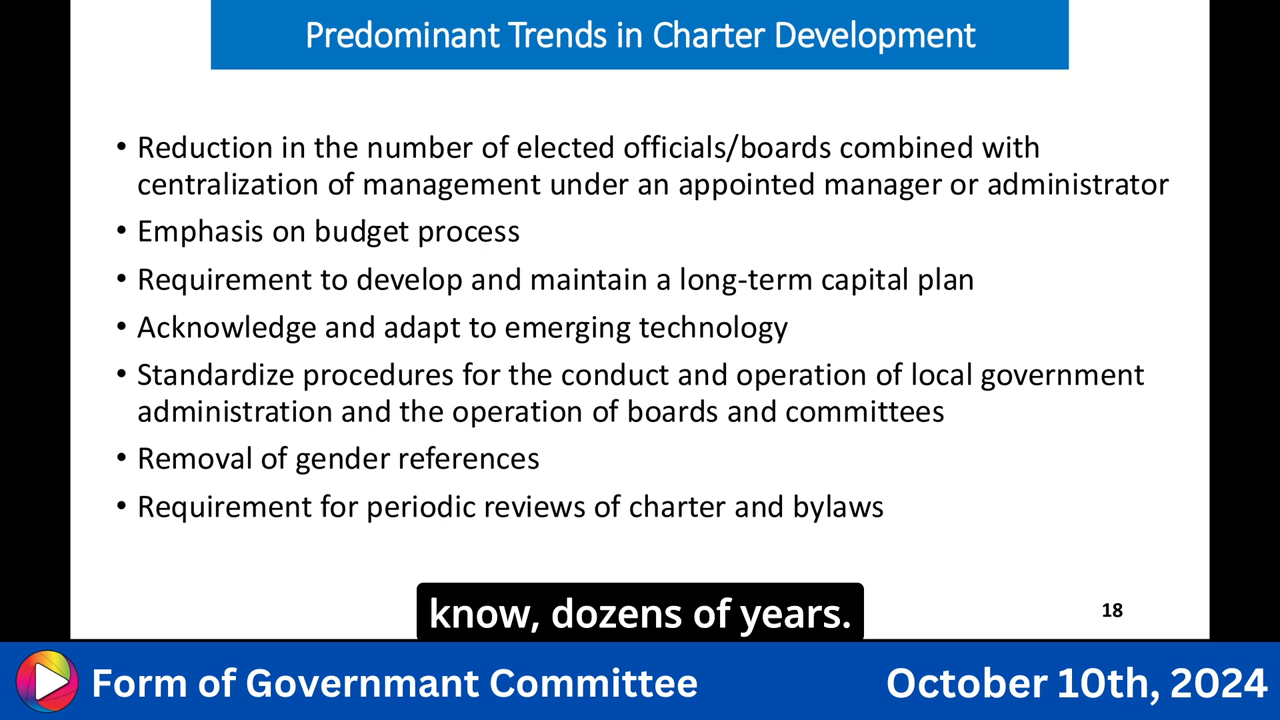 Predominant Trends in Charter Development
• Reduction in the number of elected officials/boards combined with
centralization of management under an appointed manager or administrator
• Emphasis on budget process
• Requirement to develop and maintain a long-term capital plan
• Acknowledge and adapt to emerging technology
• Standardize procedures for the conduct and operation of local government
administration and the operation of boards and committees
• Removal of gender references
• Requirement for periodic reviews of charter and bylaws
know, dozens of years.
18
Form of Governmant Committee
October 10th, 2024